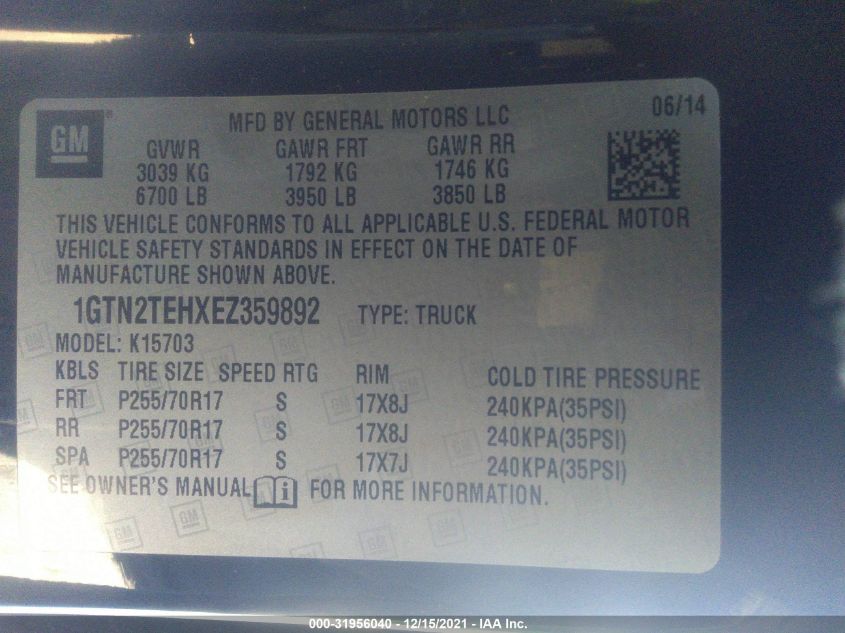 GM ® MFD BY GENERAL MOTORS LLC 06/14
GVWR GAWR FRT GAWR RR
3039 KG 1792 KG 1746 KG
6700 LB 3950 LB 3850 LB
THIS VEHICLE CONFORMS TO ALL APPLICABLE U.S. FEDERAL MOTOR
VEHICLE SAFETY STANDARDS IN EFFECT ON THE DATE OF
MANUFACTURE SHOWN ABOVE.
1GTN2TEHXEZ359892 TYPE: TRUCK
MODEL: K15703
KBLS TIRE SIZE SPEED RTG RIM COLD TIRE PRESSURE
FRT P255/70R17 S 17X8J 240KPA(35PSI)
RR P255/70R17 S 17X8J 240KPA(35PSI)
SPA P255/70R17 S 17X7J 240KPA(35PSI)
SEE OWNER'S MANUAL i FOR MORE INFORMATION.
000-31956040 - 12/15/2021 - IAA Inc.